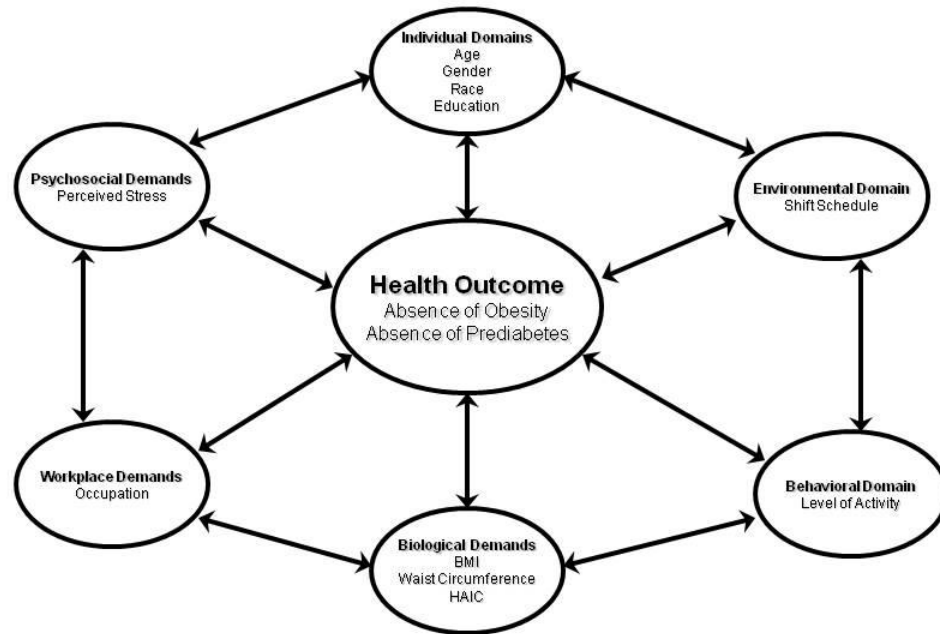 Individual Domains
Age
Gender
Race
Education
Psychosocial Demands
Perceived Stress
Environmental Domain
Shift Schedule
Health Outcome
Absence of Obesity
Absence of Prediabetes
Workplace Demands
Occupation
Behavioral Domain
Level of Activity
Biological Demands
BMI
Waist Circumference
HAIC